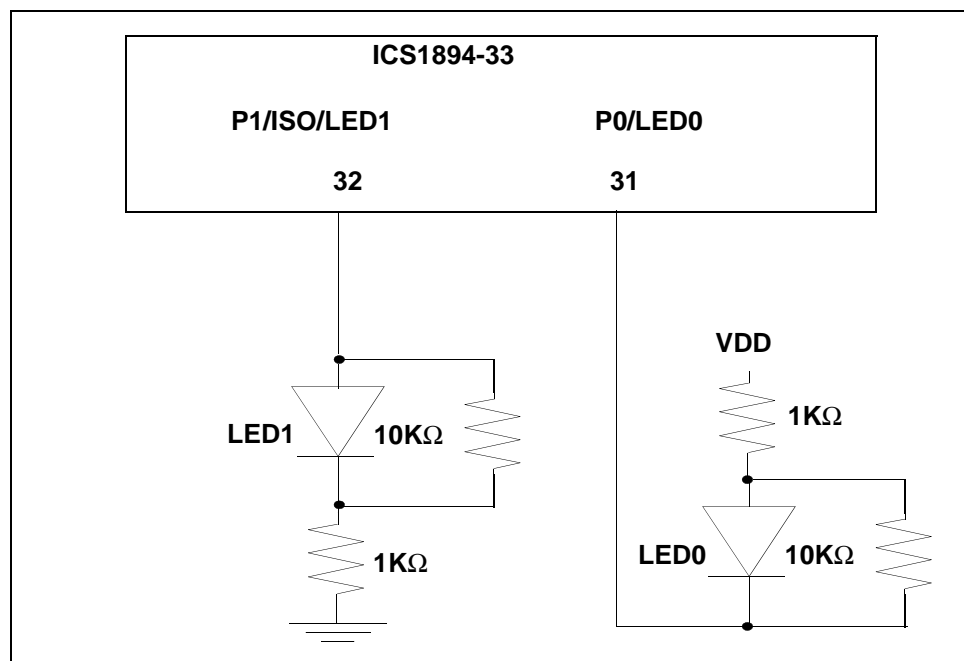 ICS1894-33
P1/ISO/LED1 P0/LED0
32 31
VDD
1KΩ
LED1 10KΩ
LED0 10KΩ
1KΩ